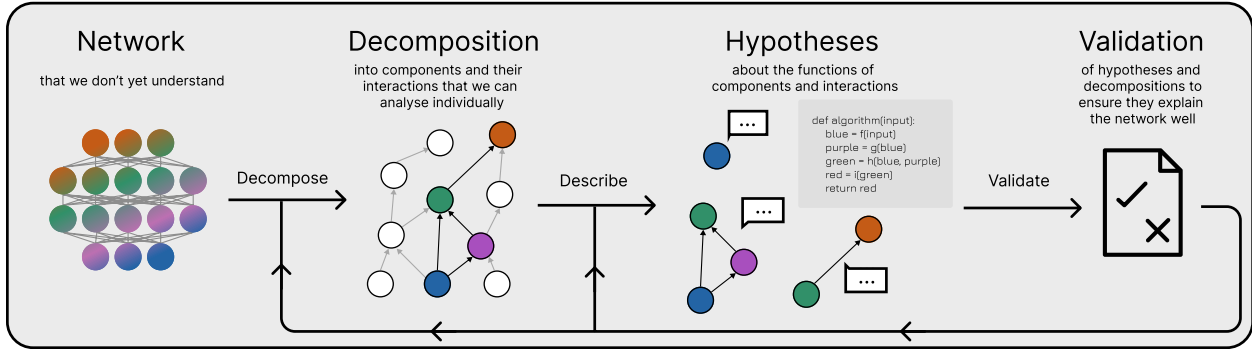 Network
that we don't yet understand
Decompose
Decomposition
into components and their
interactions that we can
analyse individually
Describe
Hypotheses
about the functions of
components and interactions
...
def algorithm(input):
blue = f(input)
purple = g(blue)
green = h(blue, purple)
red = i(green)
return red
...
...
Validate
Validation
of hypotheses and
decompositions to
ensure they explain
the network well